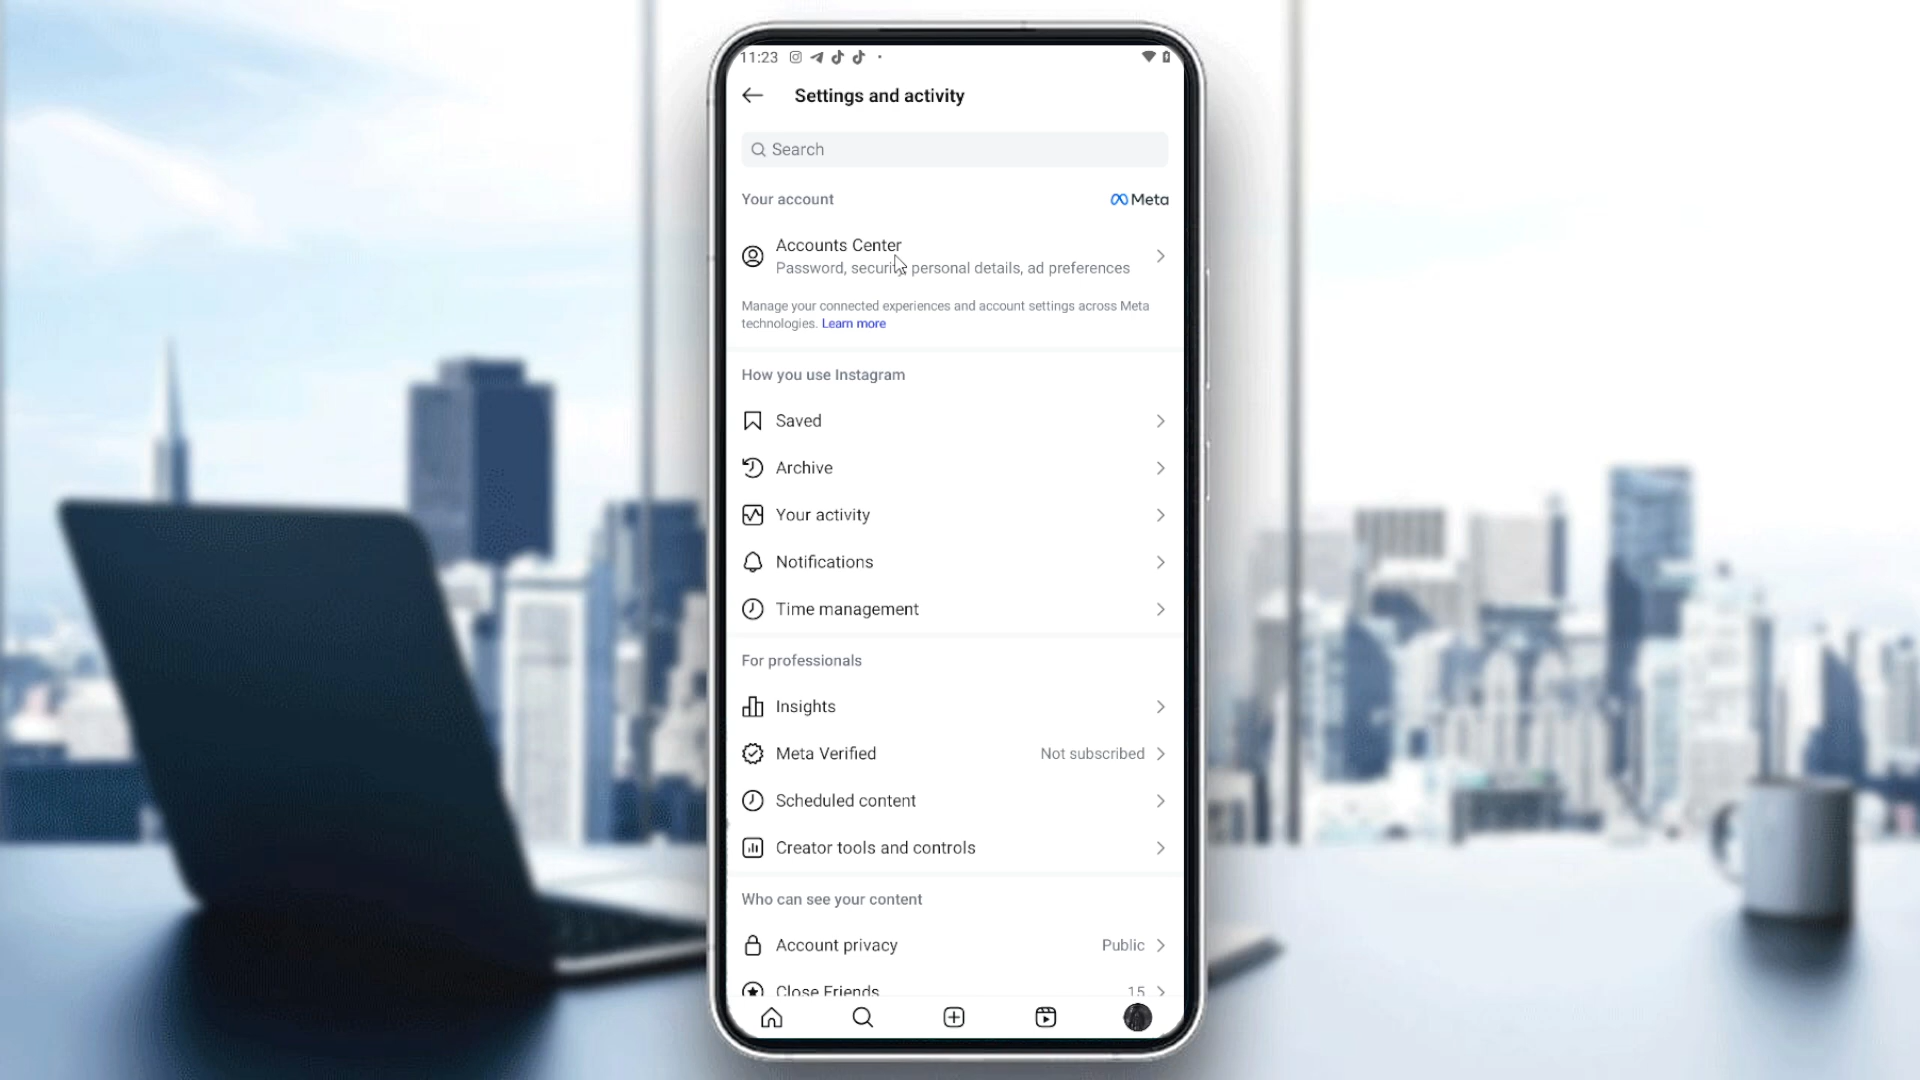 11:23
Settings and activity
Search
Your account
Meta
Accounts Center
Password, security, personal details, ad preferences
Manage your connected experiences and account settings across Meta
technologies. Learn more
How you use Instagram
Saved
Archive
Your activity
Notifications
Time management
For professionals
Insights
Meta Verified Not subscribed
Scheduled content
Creator tools and controls
Who can see your content
Account privacy Public
Close Friends 15